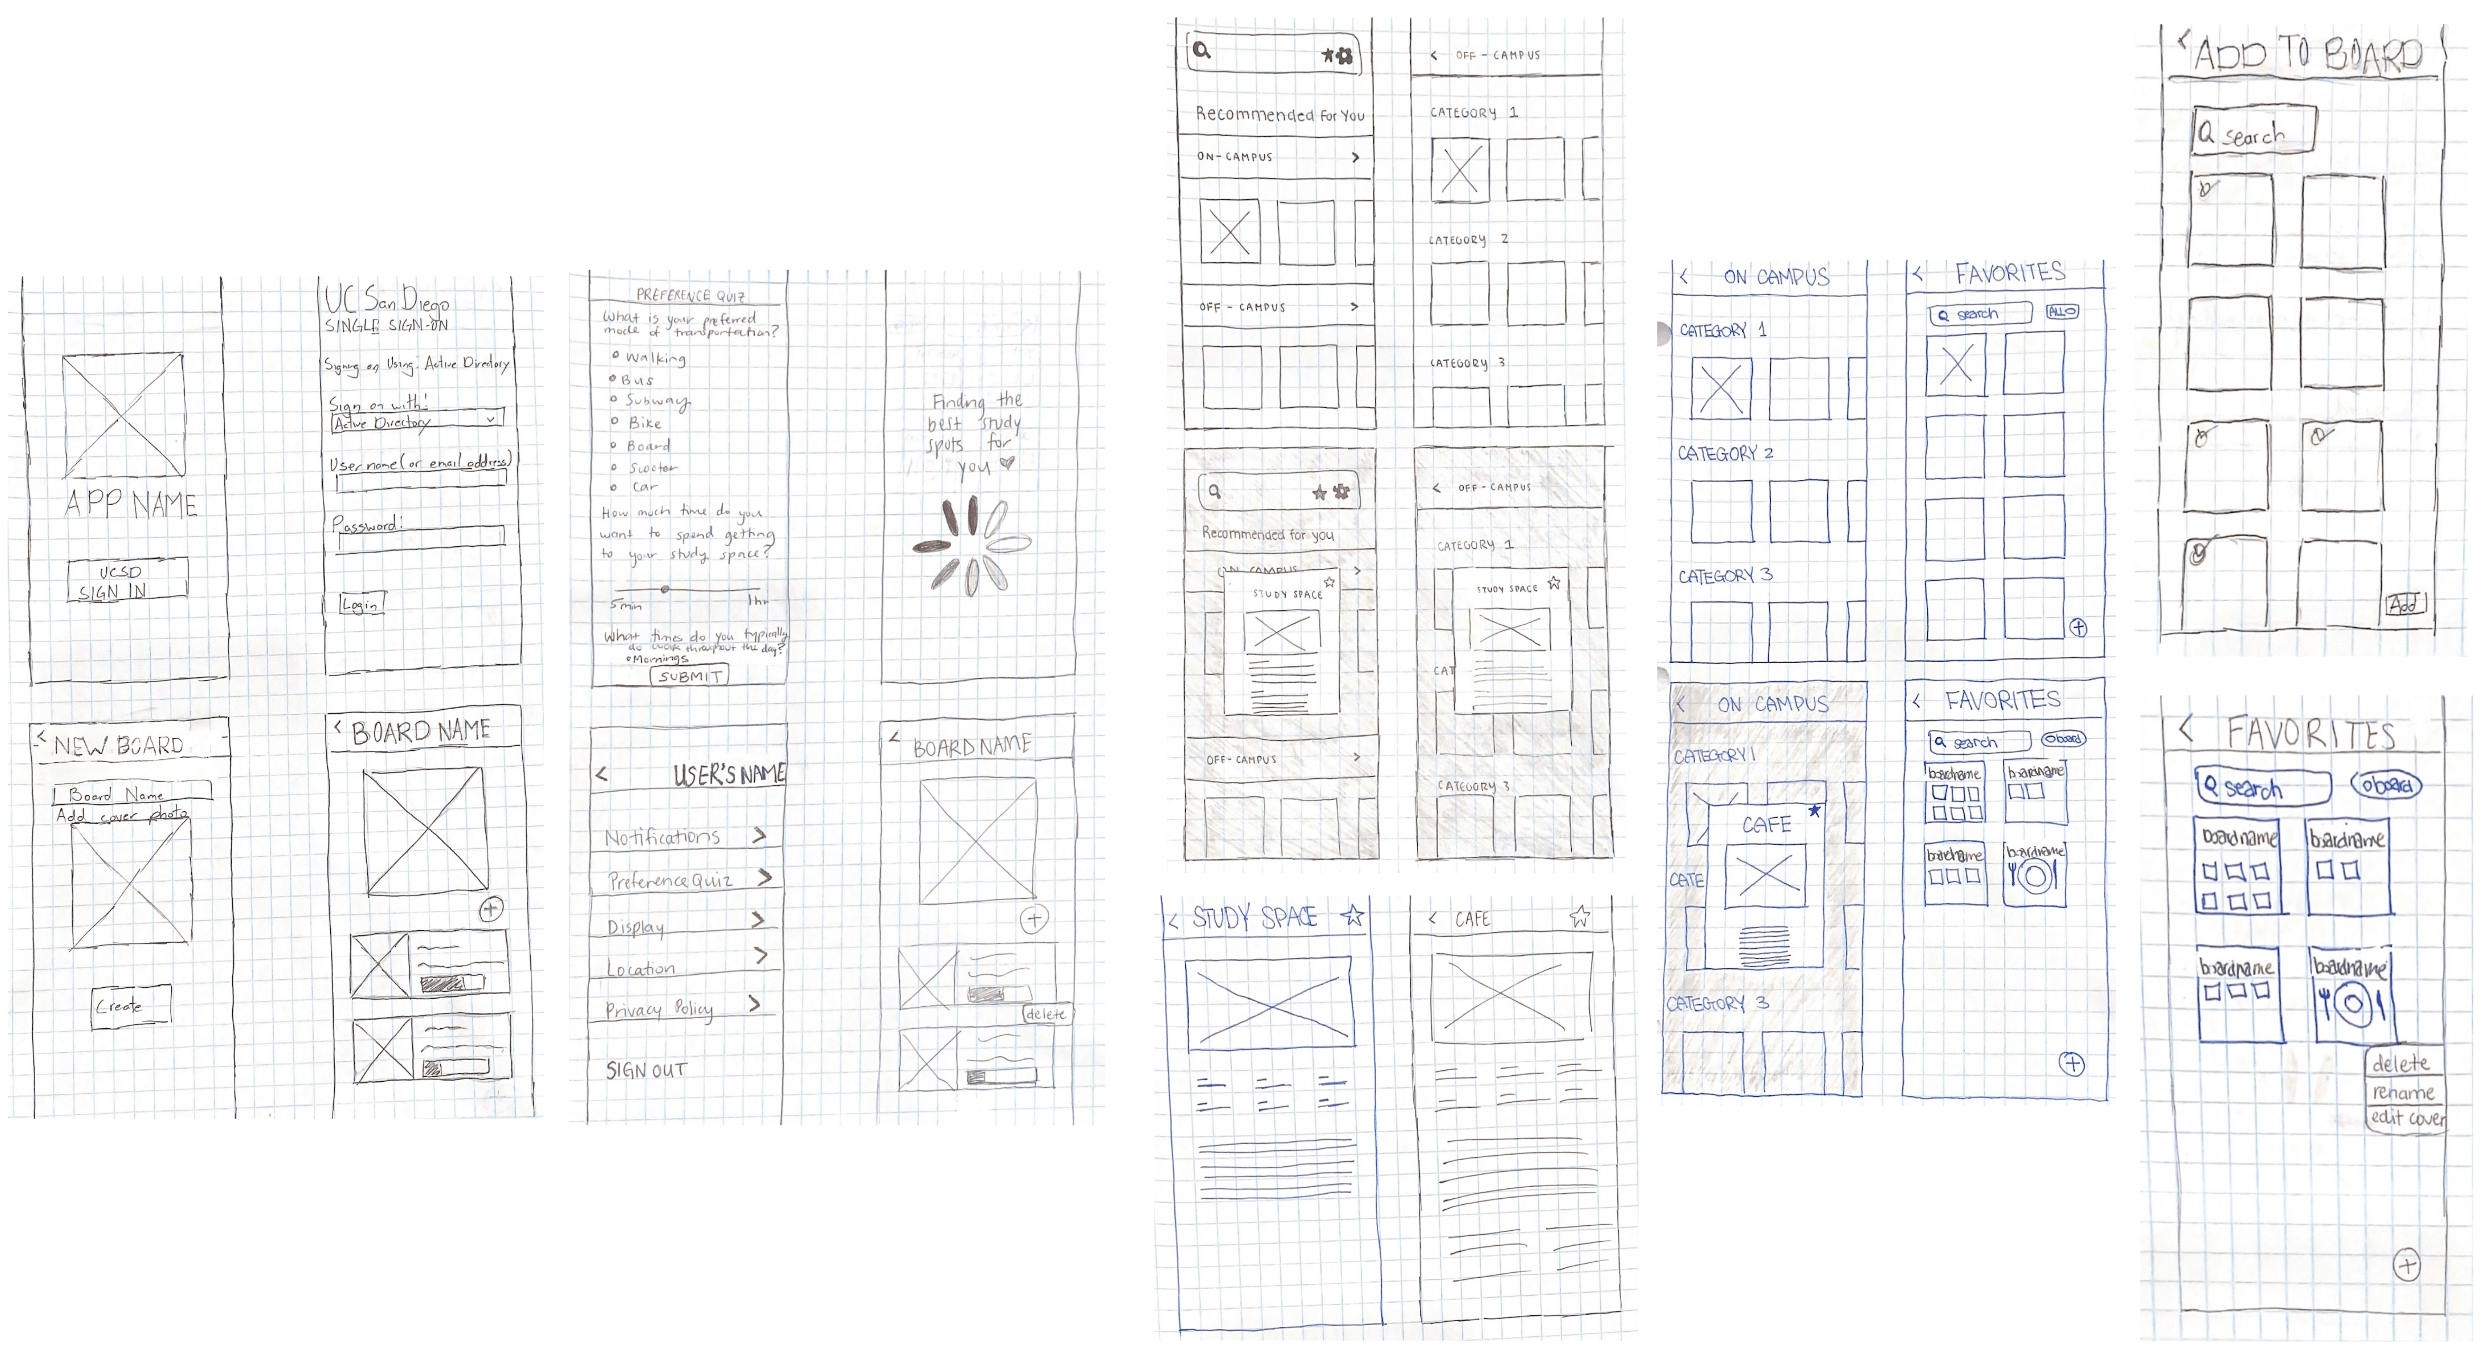 APP NAME
UCSD
SIGN IN
UC San Diego
SINGLE SIGN-ON
Signing on Using: Active Directory
Sign on with:
Active Directory
User name (or email address)
Password:
Login
< NEW BOARD
Board Name
Add cover photo
Create
< BOARD NAME
PREFERENCE QUIZ
What is your preferred
mode of transportation?
Walking
Bus
Subway
Bike
Board
Scooter
Car
How much time do you
want to spend getting
to your study space?
5min 1hr
What times do you typically
do work throughout the day?
Mornings
SUBMIT
Finding the
best study
spots for
you ♡
< USER'S NAME
Notifications >
Preference Quiz >
Display >
Location >
Privacy Policy >
SIGN OUT
< BOARD NAME
delete
Recommended For You
ON-CAMPUS >
OFF-CAMPUS >
< OFF-CAMPUS
CATEGORY 1
CATEGORY 2
CATEGORY 3
Recommended for you
ON CAMPUS >
STUDY SPACE
OFF-CAMPUS >
< OFF-CAMPUS
CATEGORY 1
STUDY SPACE
CAT
CATEGORY 3
< STUDY SPACE
< CAFE
< ON CAMPUS
CATEGORY 1
CATEGORY 2
CATEGORY 3
< FAVORITES
search ALL
< ON CAMPUS
CATEGORY 1
CAFE
CATE
CATEGORY 3
< FAVORITES
search board
boardname boardname
boardname boardname
< ADD TO BOARD
search
Add
< FAVORITES
search board
boardname boardname
boardname boardname
delete
rename
edit cover